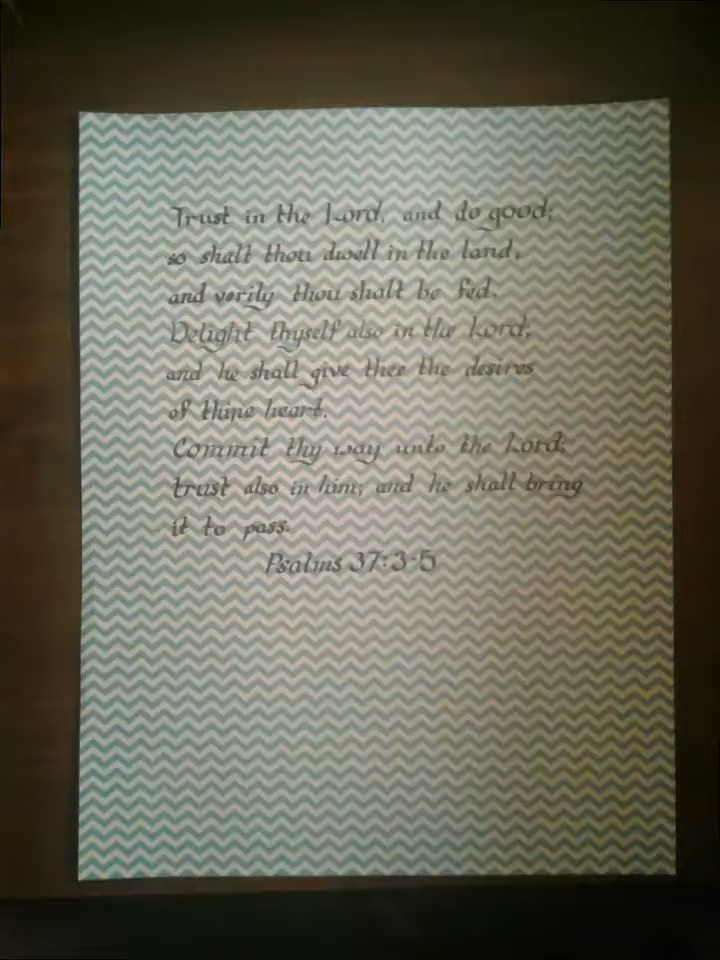 Trust in the Lord, and do good;
so shalt thou dwell in the land,
and verily thou shalt be fed.
Delight thyself also in the Lord;
and he shall give thee the desires
of thine heart.
Commit thy way unto the Lord;
trust also in him; and he shall bring
it to pass.
Psalms 37:3-5